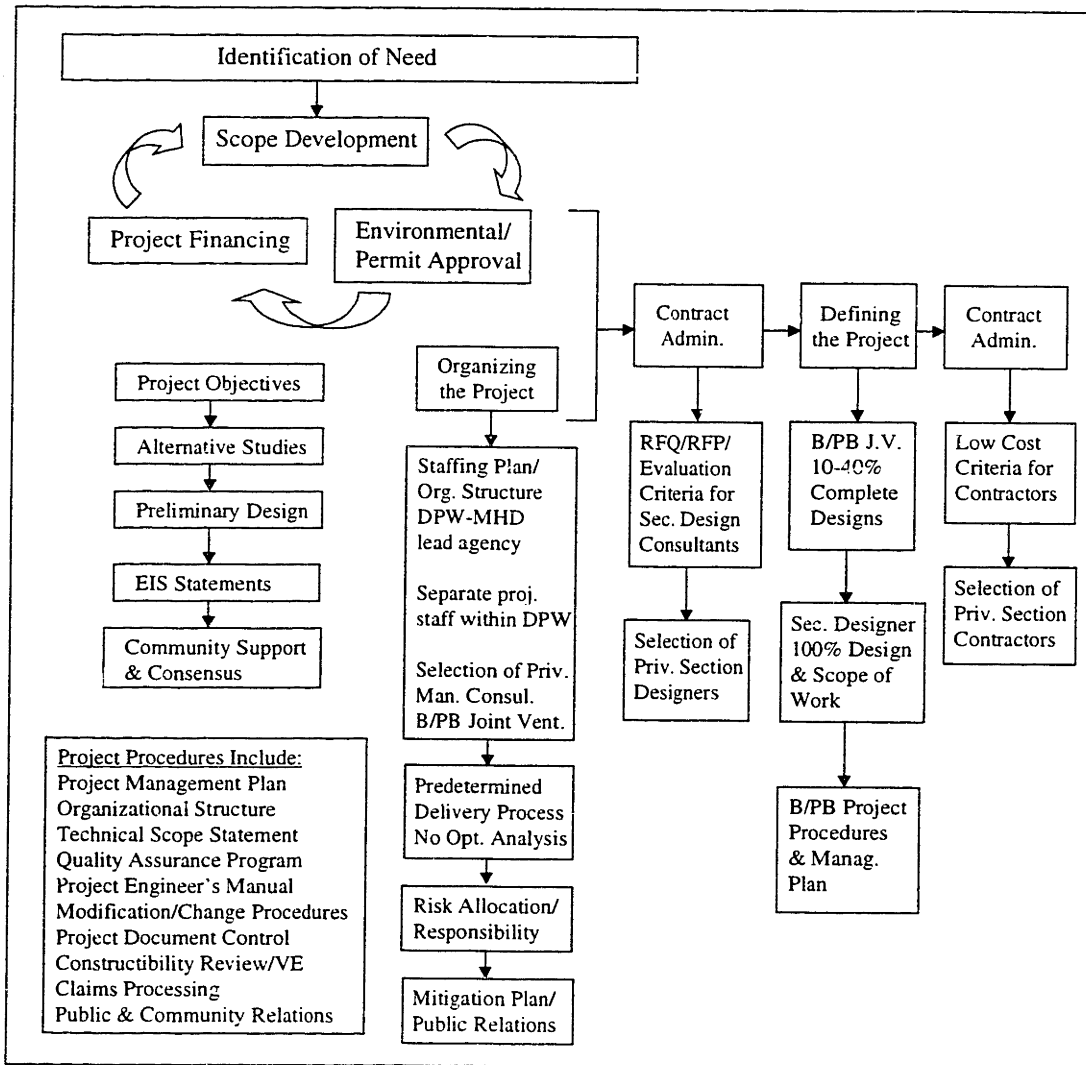 Identification of Need
Scope Development
Project Financing
Environmental/
Permit Approval
Contract
Admin.
Defining
the Project
Contract
Admin.
Organizing
the Project
Project Objectives
Alternative Studies
Preliminary Design
EIS Statements
Community Support
& Consensus
Staffing Plan/
Org. Structure
DPW-MHD
lead agency
Separate proj.
staff within DPW
Selection of Priv.
Man. Consul.
B/PB Joint Vent.
Predetermined
Delivery Process
No Opt. Analysis
Risk Allocation/
Responsibility
Mitigation Plan/
Public Relations
RFQ/RFP/
Evaluation
Criteria for
Sec. Design
Consultants
Selection of
Priv. Section
Designers
B/PB J.V.
10-40%
Complete
Designs
Sec. Designer
100% Design
& Scope of
Work
B/PB Project
Procedures
& Manag.
Plan
Low Cost
Criteria for
Contractors
Selection of
Priv. Section
Contractors
Project Procedures Include:
Project Management Plan
Organizational Structure
Technical Scope Statement
Quality Assurance Program
Project Engineer's Manual
Modification/Change Procedures
Project Document Control
Constructibility Review/VE
Claims Processing
Public & Community Relations